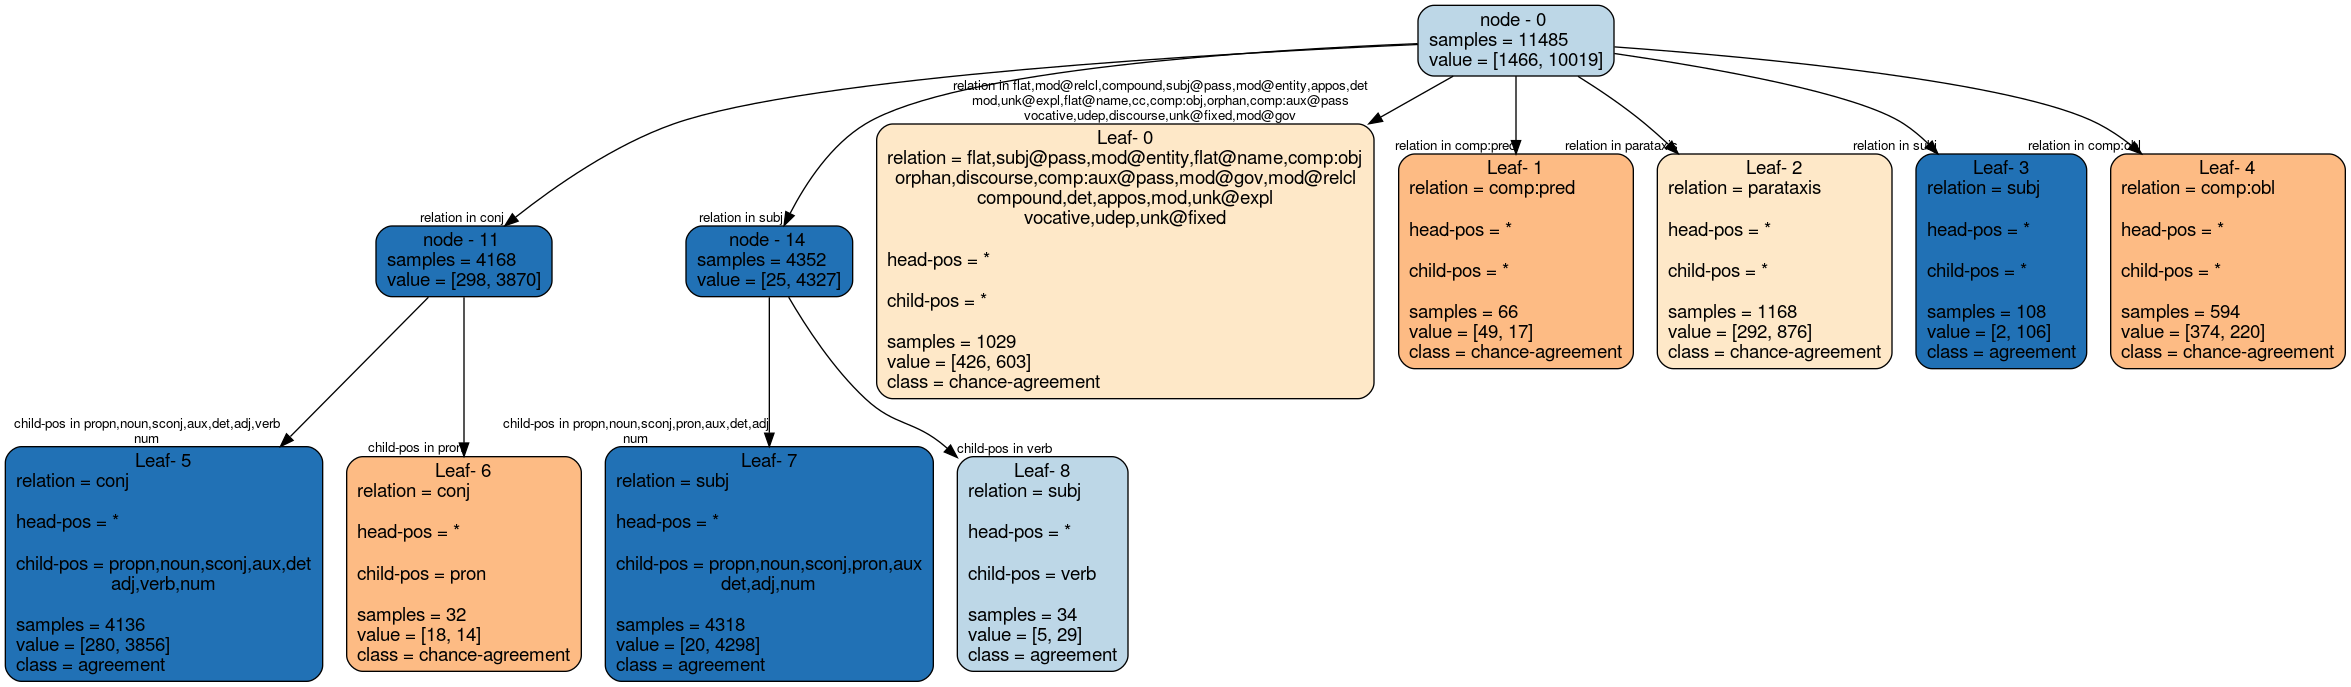 node - 0
samples = 11485
value = [1466, 10019]
relation in flat,mod@relcl,compound,subj@pass,mod@entity,appos,det
mod,unk@expl,flat@name,cc,comp:obj,orphan,comp:aux@pass
vocative,udep,discourse,unk@fixed,mod@gov
relation in comp:pred
relation in parataxis
relation in subj
relation in comp:obl
Leaf- 0
relation = flat,subj@pass,mod@entity,flat@name,comp:obj
orphan,discourse,comp:aux@pass,mod@gov,mod@relcl
compound,det,appos,mod,unk@expl
vocative,udep,unk@fixed
head-pos = *
child-pos = *
samples = 1029
value = [426, 603]
class = chance-agreement
Leaf- 1
relation = comp:pred
head-pos = *
child-pos = *
samples = 66
value = [49, 17]
class = chance-agreement
Leaf- 2
relation = parataxis
head-pos = *
child-pos = *
samples = 1168
value = [292, 876]
class = chance-agreement
Leaf- 3
relation = subj
head-pos = *
child-pos = *
samples = 108
value = [2, 106]
class = agreement
Leaf- 4
relation = comp:obl
head-pos = *
child-pos = *
samples = 594
value = [374, 220]
class = chance-agreement
relation in conj
node - 11
samples = 4168
value = [298, 3870]
relation in subj
node - 14
samples = 4352
value = [25, 4327]
child-pos in propn,noun,sconj,aux,det,adj,verb
num
child-pos in pron
child-pos in propn,noun,sconj,pron,aux,det,adj
num
child-pos in verb
Leaf- 5
relation = conj
head-pos = *
child-pos = propn,noun,sconj,aux,det
adj,verb,num
samples = 4136
value = [280, 3856]
class = agreement
Leaf- 6
relation = conj
head-pos = *
child-pos = pron
samples = 32
value = [18, 14]
class = chance-agreement
Leaf- 7
relation = subj
head-pos = *
child-pos = propn,noun,sconj,pron,aux
det,adj,num
samples = 4318
value = [20, 4298]
class = agreement
Leaf- 8
relation = subj
head-pos = *
child-pos = verb
samples = 34
value = [5, 29]
class = agreement